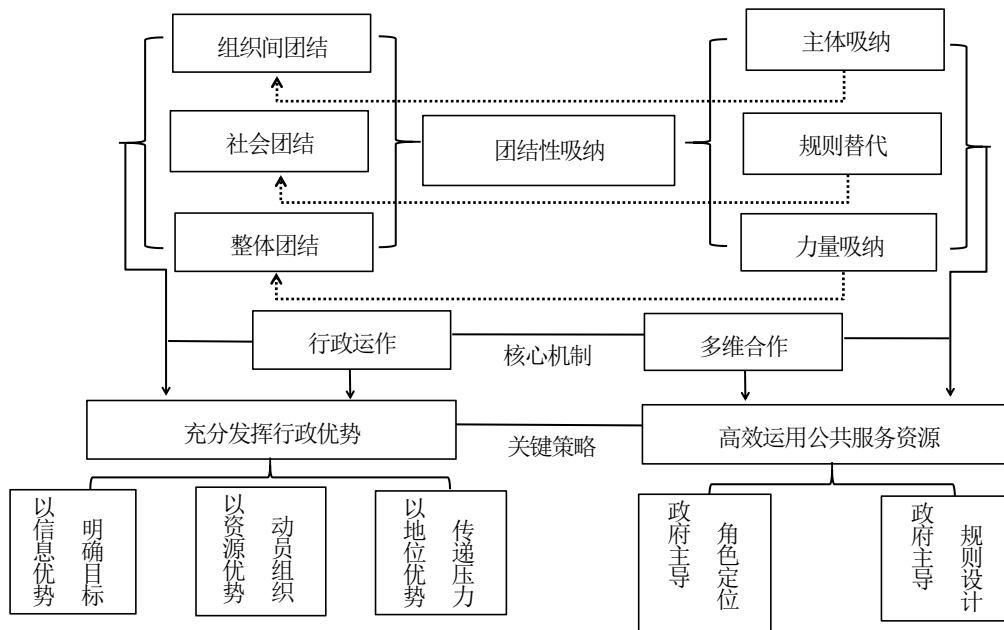 组织间团结
主体吸纳
社会团结
团结性吸纳
规则替代
整体团结
力量吸纳
行政运作
核心机制
多维合作
充分发挥行政优势
关键策略
高效运用公共服务资源
以信息优势
明确目标
以资源优势
动员组织
以地位优势
传递压力
政府主导
角色定位
政府主导
规则设计